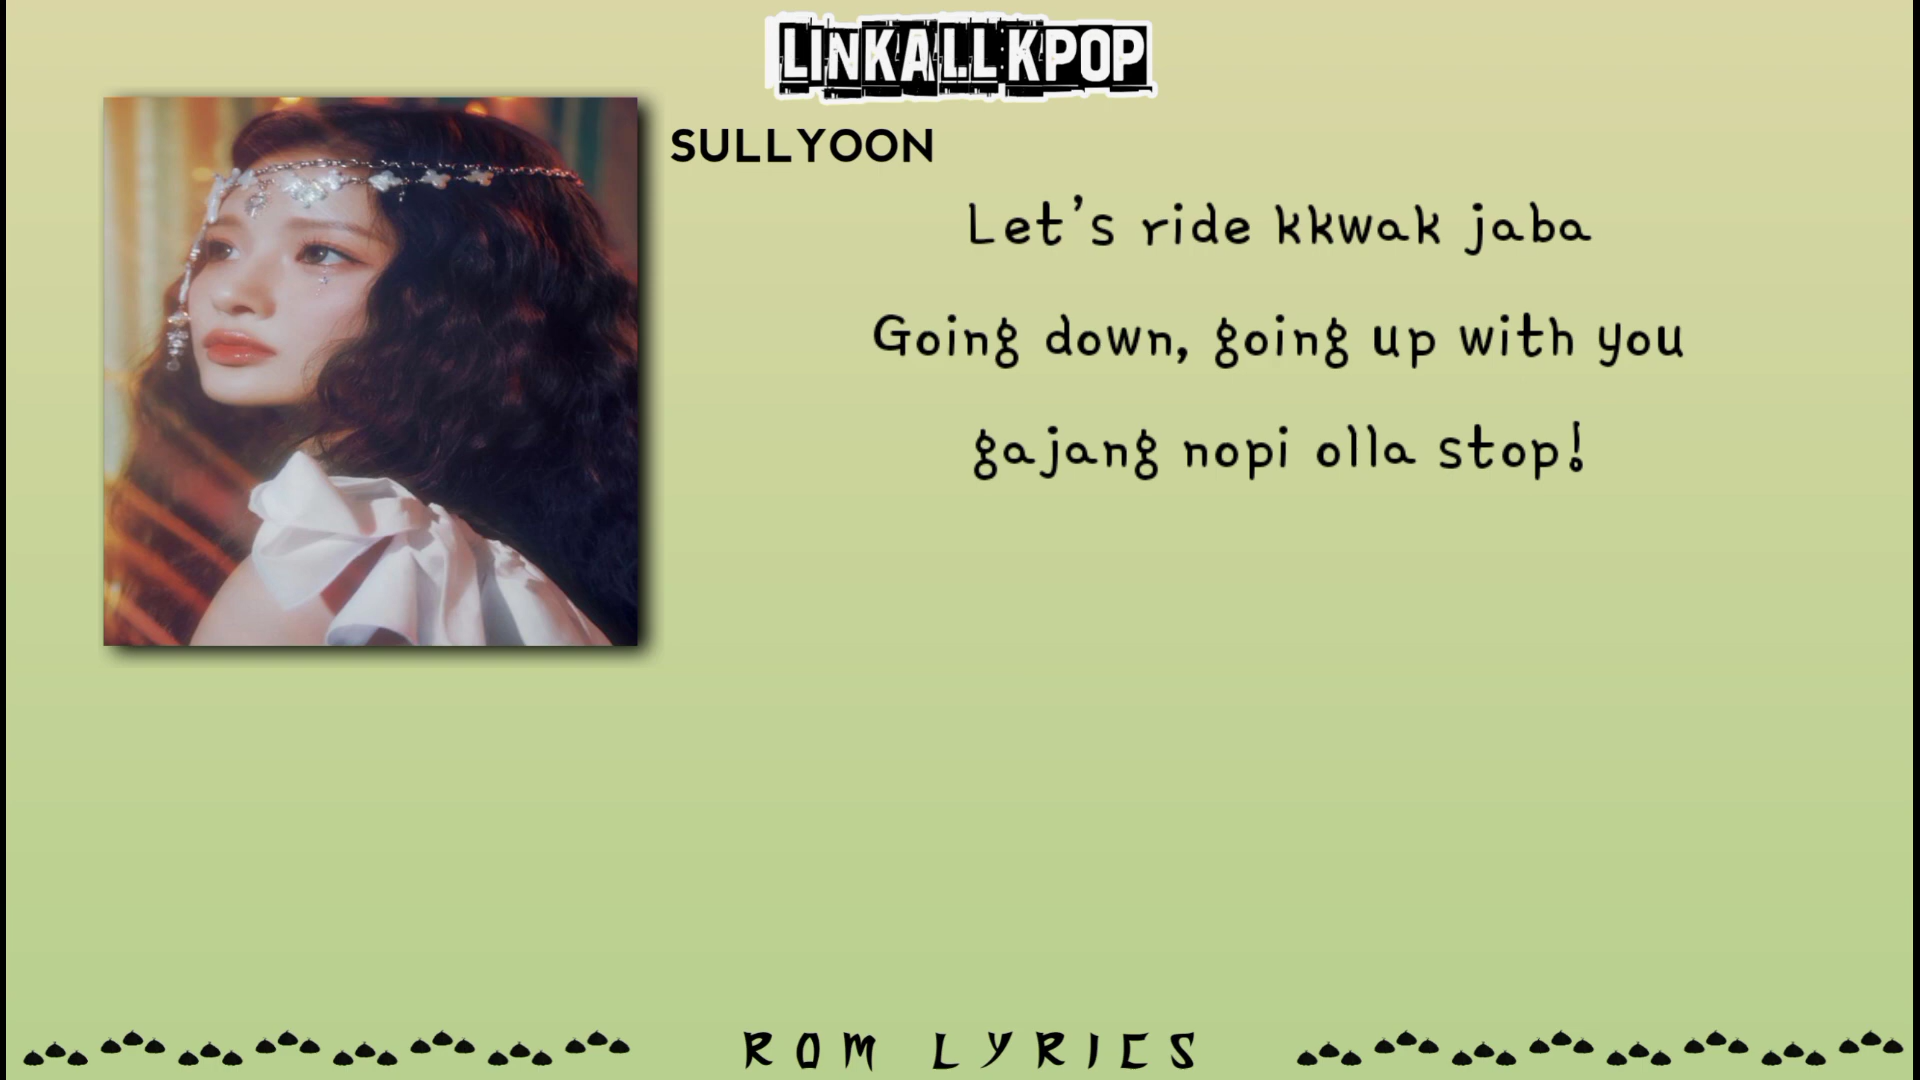 LINKALLKPOP
SULLYOON
Let's ride kkwak jaba
Going down, going up with you
gajang nopi olla stop!
ROM LYRICS